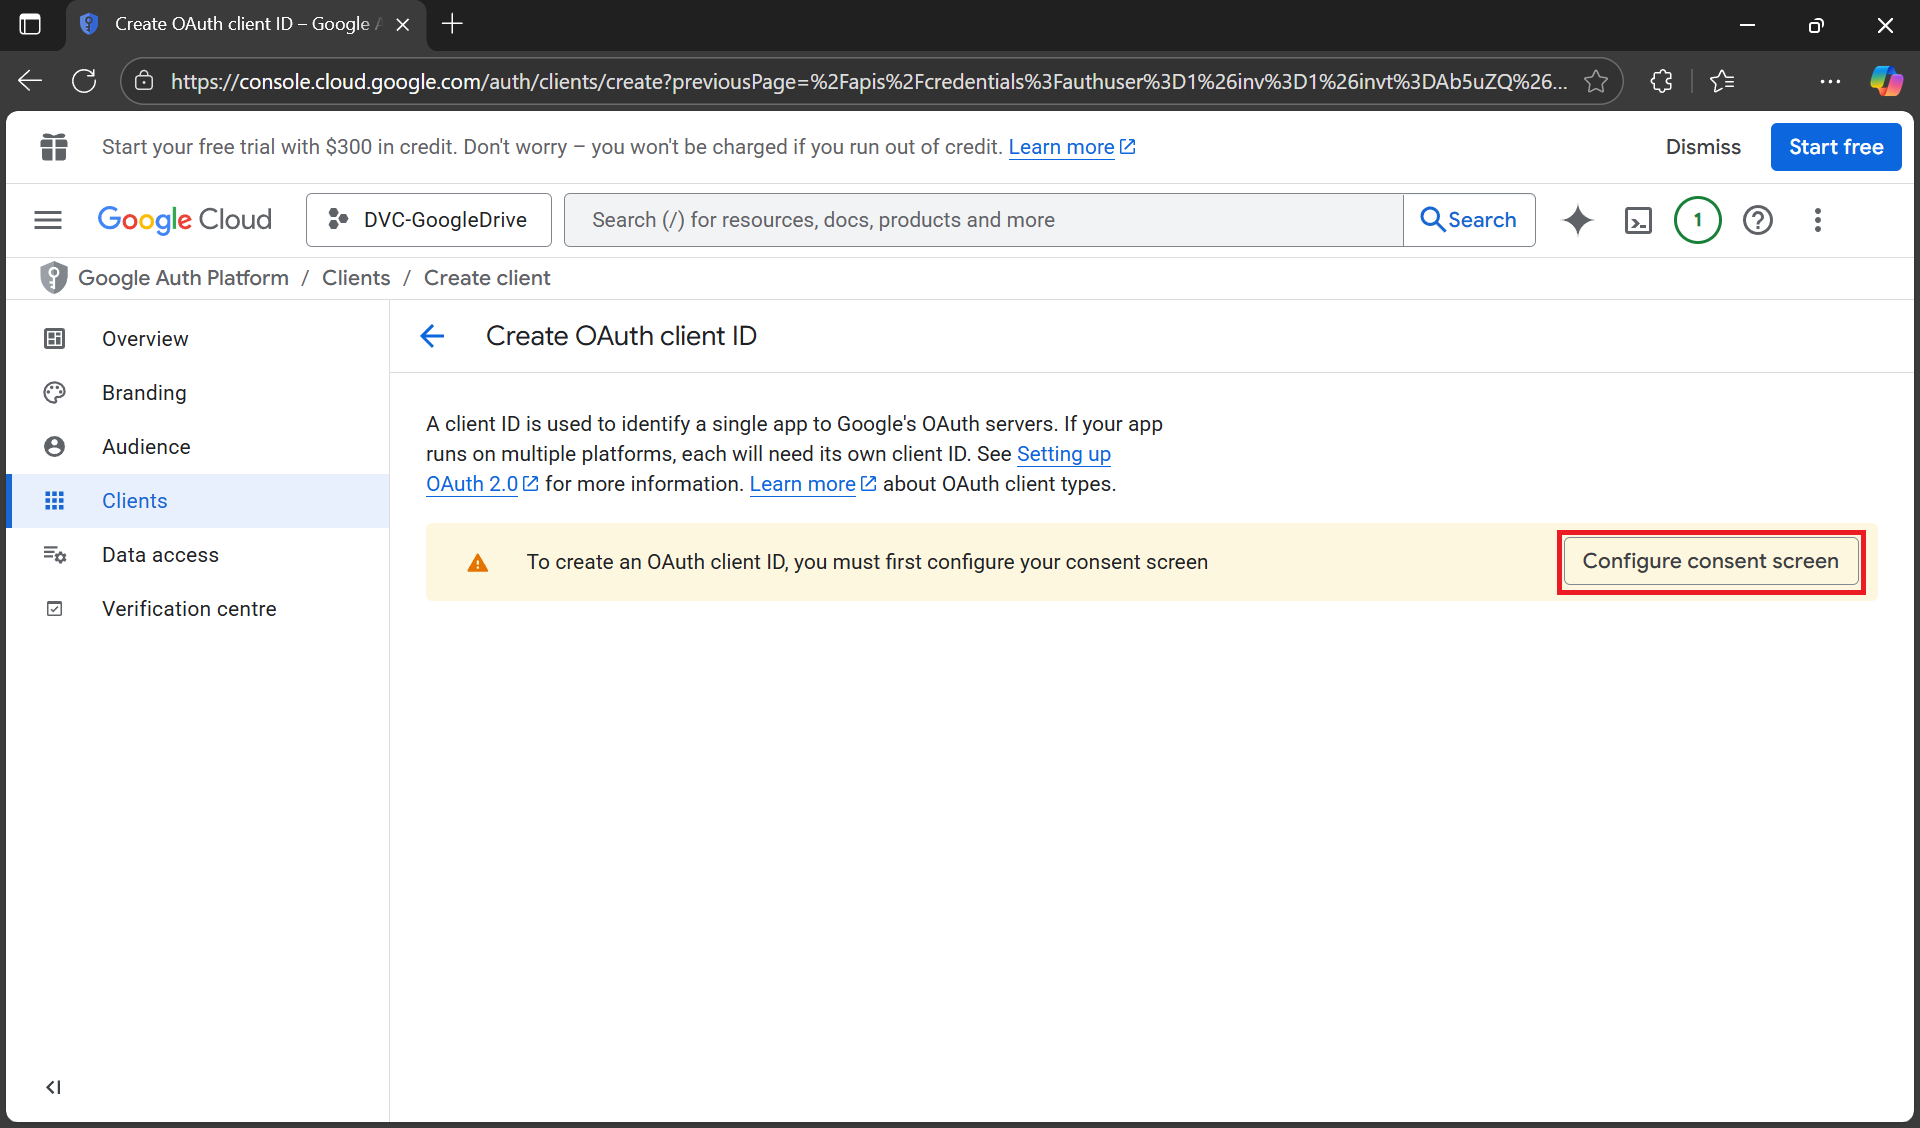 Create OAuth client ID – Google A
https://console.cloud.google.com/auth/clients/create?previousPage=%2Fapis%2Fcredentials%3Fauthuser%3D1%26inv%3D1%26invt%3DAb5uZQ%26...
Start your free trial with $300 in credit. Don't worry – you won't be charged if you run out of credit. Learn more
Dismiss
Start free
Google Cloud
DVC-GoogleDrive
Search (/) for resources, docs, products and more
Search
1
Google Auth Platform / Clients / Create client
Overview
Branding
Audience
Clients
Data access
Verification centre
Create OAuth client ID
A client ID is used to identify a single app to Google's OAuth servers. If your app
runs on multiple platforms, each will need its own client ID. See Setting up
OAuth 2.0 for more information. Learn more about OAuth client types.
To create an OAuth client ID, you must first configure your consent screen
Configure consent screen